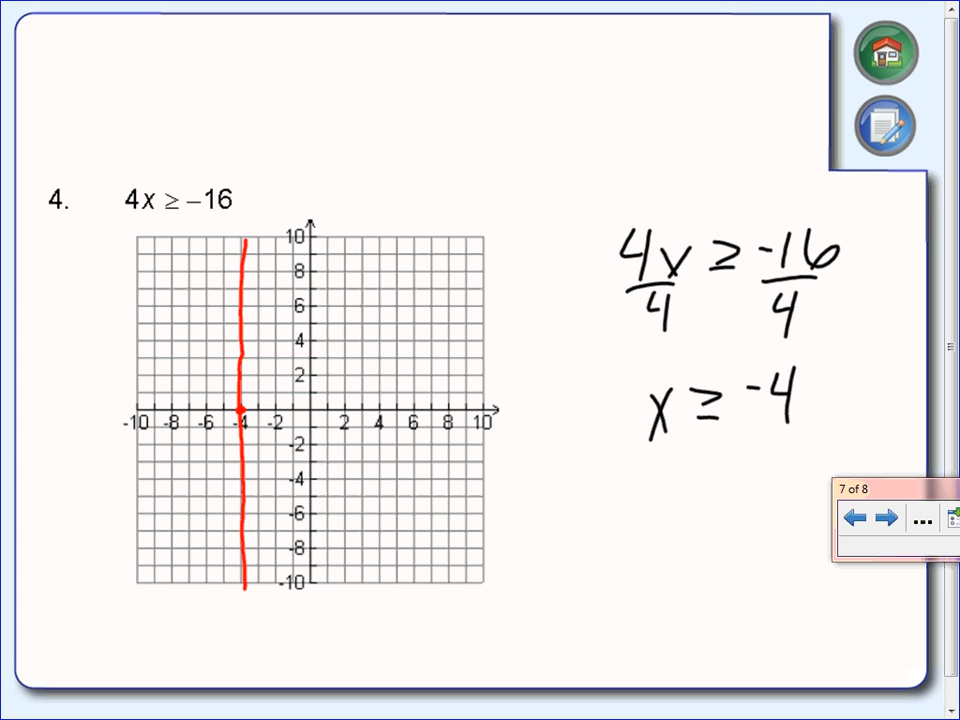 4. 4x ≥ –16
4x ≥ -16
4 4
x ≥ -4
10
8
6
4
2
-10 -8 -6 -4 -2 2 4 6 8 10
-2
-4
-6
-8
-10
7 of 8
...